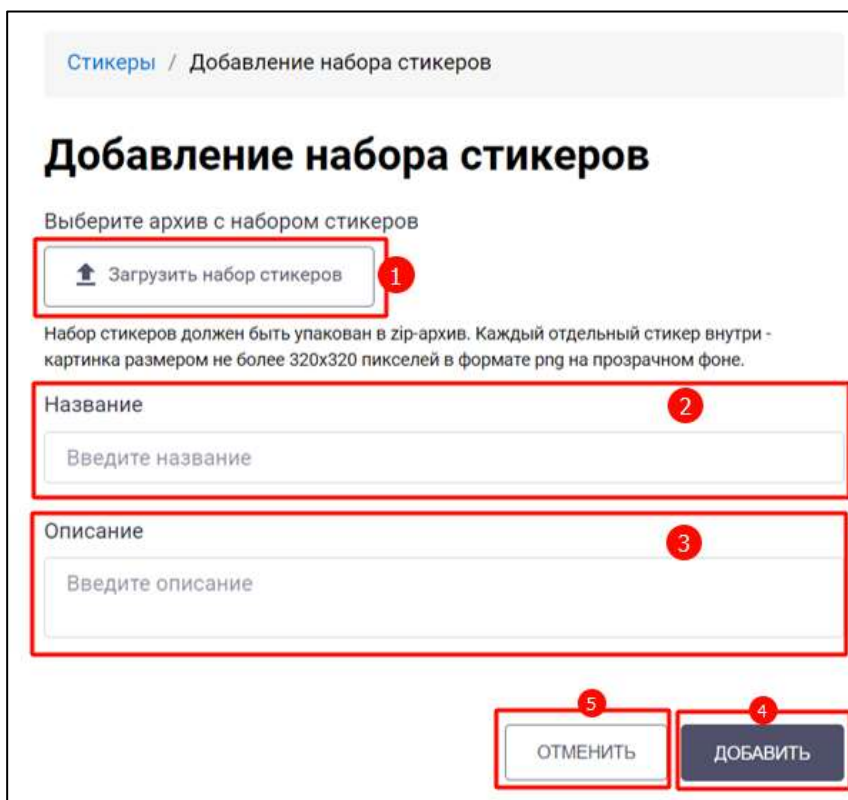 Стикеры / Добавление набора стикеров
Добавление набора стикеров
Выберите архив с набором стикеров
Загрузить набор стикеров 1
Набор стикеров должен быть упакован в zip-архив. Каждый отдельный стикер внутри -
картинка размером не более 320x320 пикселей в формате png на прозрачном фоне.
Название 2
Введите название
Описание 3
Введите описание
5 4
ОТМЕНИТЬ ДОБАВИТЬ